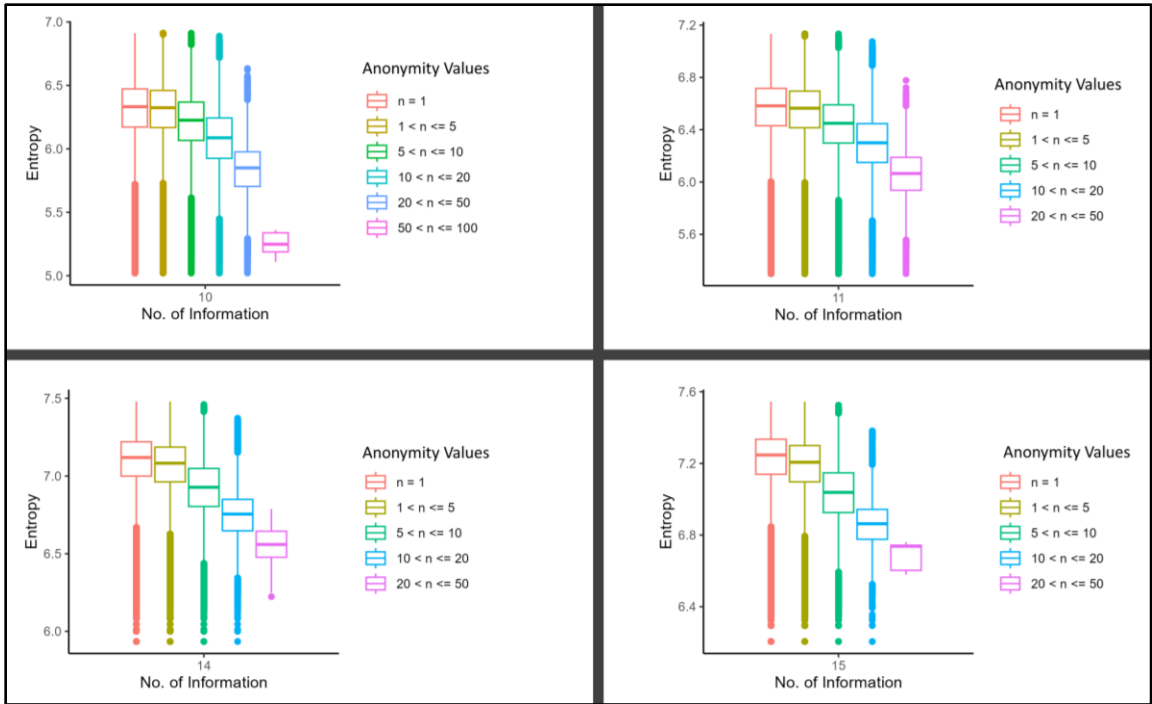 7.0
6.5
6.0
5.5
5.0
Entropy
10
No. of Information
Anonymity Values
n = 1
1 < n <= 5
5 < n <= 10
10 < n <= 20
20 < n <= 50
50 < n <= 100
7.2
6.8
6.4
6.0
5.6
Entropy
11
No. of Information
Anonymity Values
n = 1
1 < n <= 5
5 < n <= 10
10 < n <= 20
20 < n <= 50
7.5
7.0
6.5
6.0
Entropy
14
No. of Information
Anonymity Values
n = 1
1 < n <= 5
5 < n <= 10
10 < n <= 20
20 < n <= 50
7.6
7.2
6.8
6.4
Entropy
15
No. of Information
Anonymity Values
n = 1
1 < n <= 5
5 < n <= 10
10 < n <= 20
20 < n <= 50